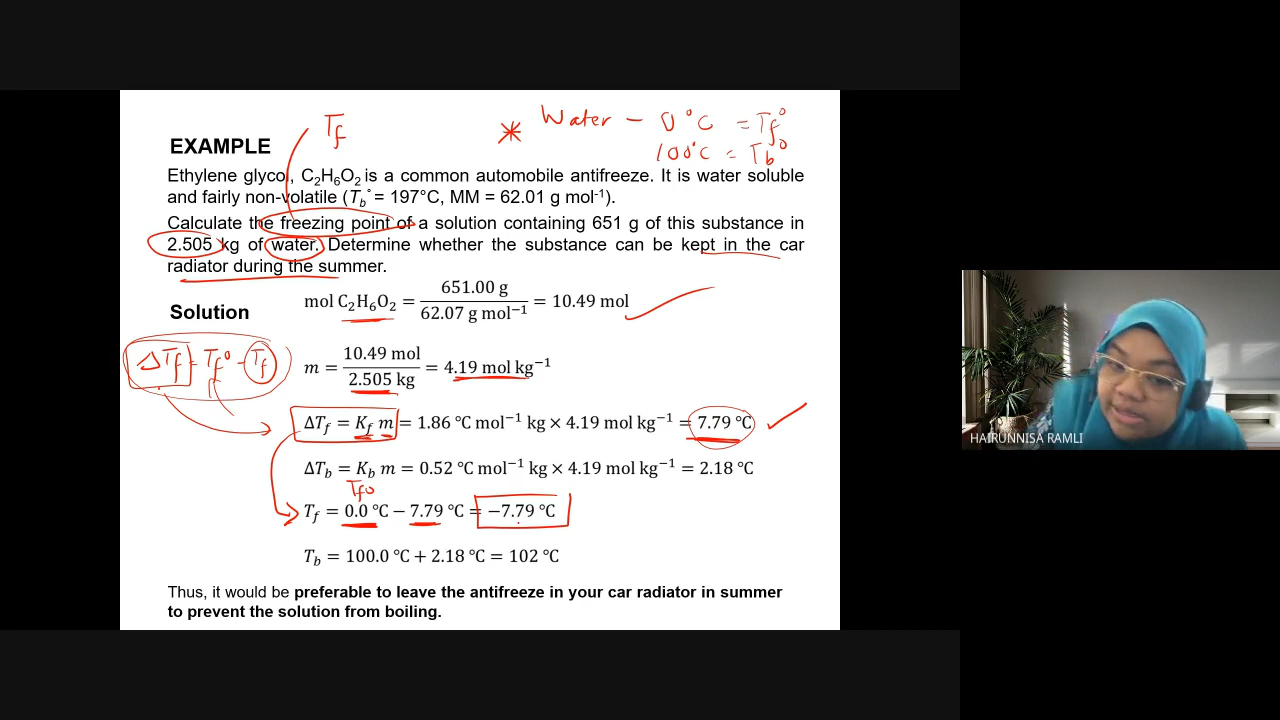 Tf
* Water – 0°C = Tf°
100°C = Tb°
EXAMPLE
Ethylene glycol, C₂H₆O₂ is a common automobile antifreeze. It is water soluble
and fairly non-volatile (T_b° = 197°C, MM = 62.01 g mol⁻¹).
Calculate the freezing point of a solution containing 651 g of this substance in
2.505 kg of water. Determine whether the substance can be kept in the car
radiator during the summer.
Solution
mol C₂H₆O₂ = 651.00 g / 62.07 g mol⁻¹ = 10.49 mol
ΔTf = Tf° – Tf
m = 10.49 mol / 2.505 kg = 4.19 mol kg⁻¹
ΔT_f = K_f m = 1.86 °C mol⁻¹ kg × 4.19 mol kg⁻¹ = 7.79 °C
ΔT_b = K_b m = 0.52 °C mol⁻¹ kg × 4.19 mol kg⁻¹ = 2.18 °C
Tf°
T_f = 0.0 °C − 7.79 °C = −7.79 °C
T_b = 100.0 °C + 2.18 °C = 102 °C
Thus, it would be preferable to leave the antifreeze in your car radiator in summer
to prevent the solution from boiling.
HAIRUNNISA RAMLI